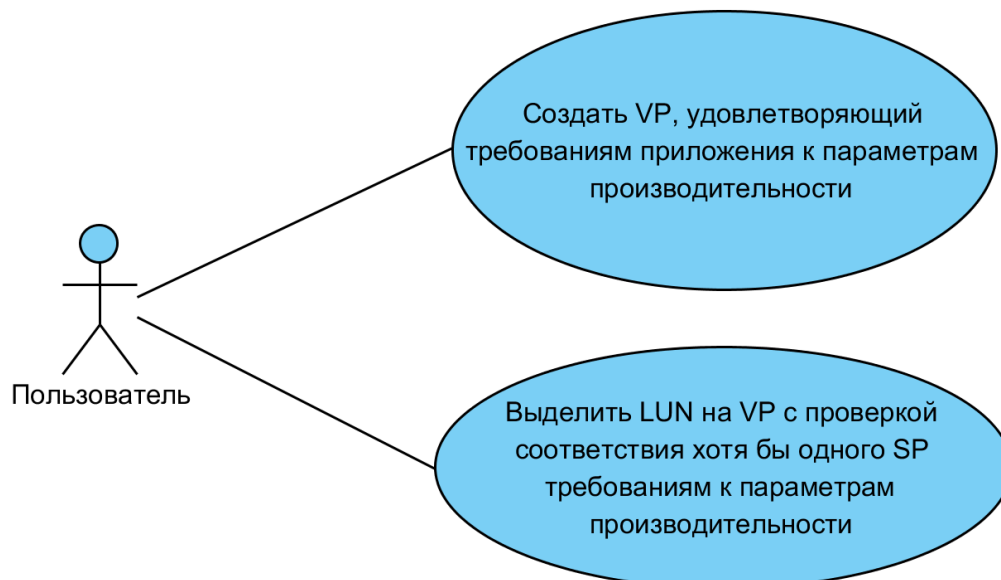 Создать VP, удовлетворяющий
требованиям приложения к параметрам
производительности
Пользователь
Выделить LUN на VP с проверкой
соответствия хотя бы одного SP
требованиям к параметрам
производительности